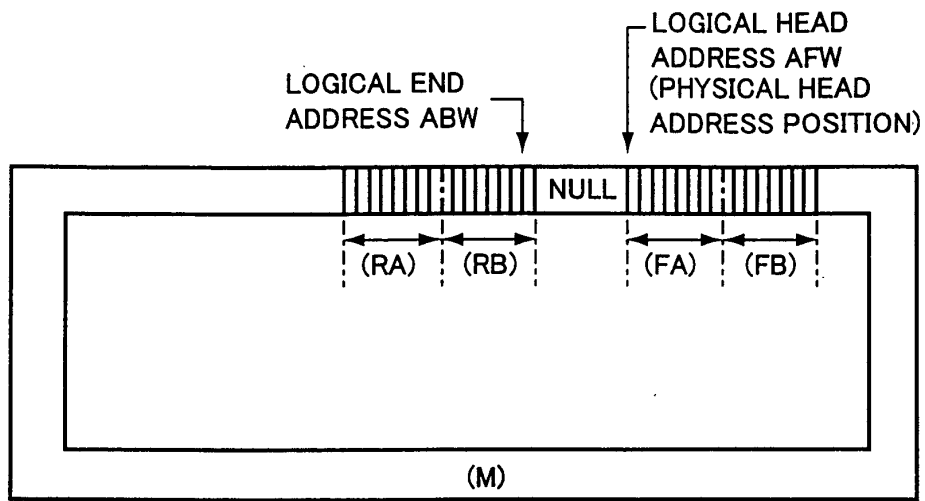 LOGICAL HEAD
ADDRESS AFW
(PHYSICAL HEAD
ADDRESS POSITION)
LOGICAL END
ADDRESS ABW
NULL
(RA)
(RB)
(FA)
(FB)
(M)